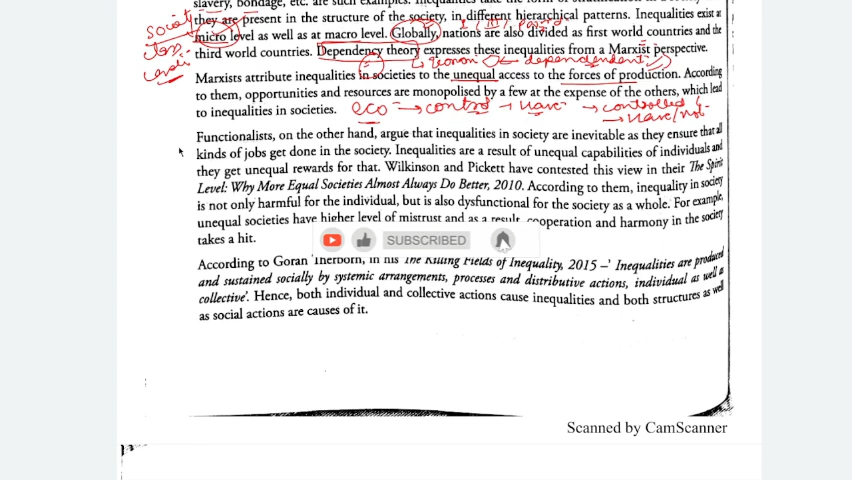 slavery, bondage, etc. are such examples. Inequalities take the form of stratification in a
they are present in the structure of the society, in different hierarchical patterns. Inequalities exist at
micro level as well as at macro level. Globally, nations are also divided as first world countries and the
third world countries. Dependency theory expresses these inequalities from a Marxist perspective.
Society
class
levels
dependent
Marxists attribute inequalities in societies to the unequal access to the forces of production. According
to them, opportunities and resources are monopolised by a few at the expense of the others, which lead
to inequalities in societies.
eco → control → have → controlled
→ have/not
Functionalists, on the other hand, argue that inequalities in society are inevitable as they ensure that all
kinds of jobs get done in the society. Inequalities are a result of unequal capabilities of individuals and
they get unequal rewards for that. Wilkinson and Pickett have contested this view in their The Spirit
Level: Why More Equal Societies Almost Always Do Better, 2010. According to them, inequality in society
is not only harmful for the individual, but is also dysfunctional for the society as a whole. For example,
unequal societies have higher level of mistrust and as a result, cooperation and harmony in the society
takes a hit.
SUBSCRIBED
According to Goran Therborn, in his The Killing Fields of Inequality, 2015 –' Inequalities are produced
and sustained socially by systemic arrangements, processes and distributive actions, individual as well as
collective'. Hence, both individual and collective actions cause inequalities and both structures as well
as social actions are causes of it.
Scanned by CamScanner